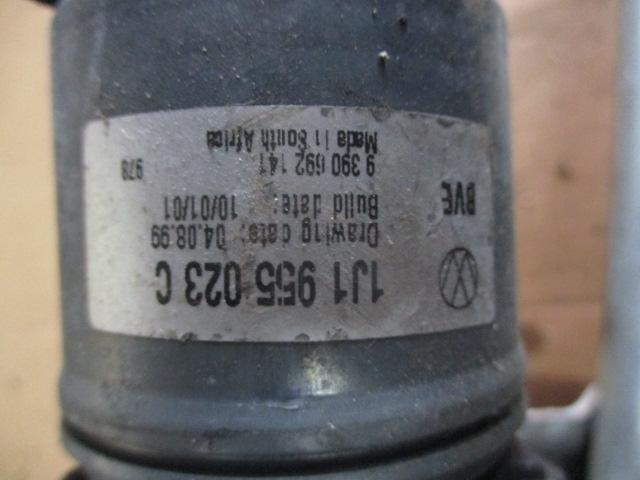 1J1 955 023 C
Drawing date: 04.08.99
Build date: 10/01/01
BVE
9 390 692 141 978
Made in South Africa